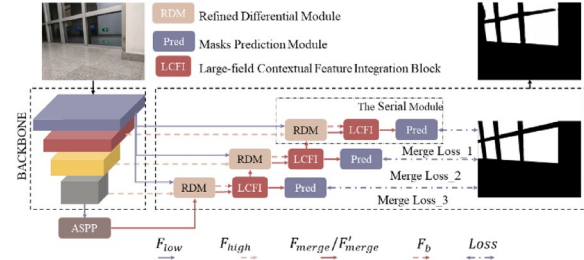 RDM Refined Differential Module
Pred Masks Prediction Module
LCFI Large-field Contextual Feature Integration Block
BACKBONE
The Serial Module
RDM LCFI Pred
Merge Loss_1
RDM LCFI Pred
Merge Loss_2
RDM LCFI Pred
Merge Loss_3
ASPP
F_low F_high F_merge/F'_merge F_b Loss